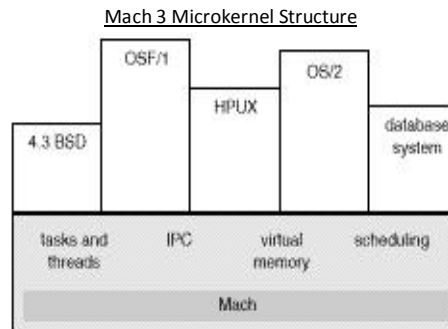 Mach 3 Microkernel Structure
OSF/1
OS/2
HPUX
database
system
4.3 BSD
tasks and
threads
IPC
virtual
memory
scheduling
Mach